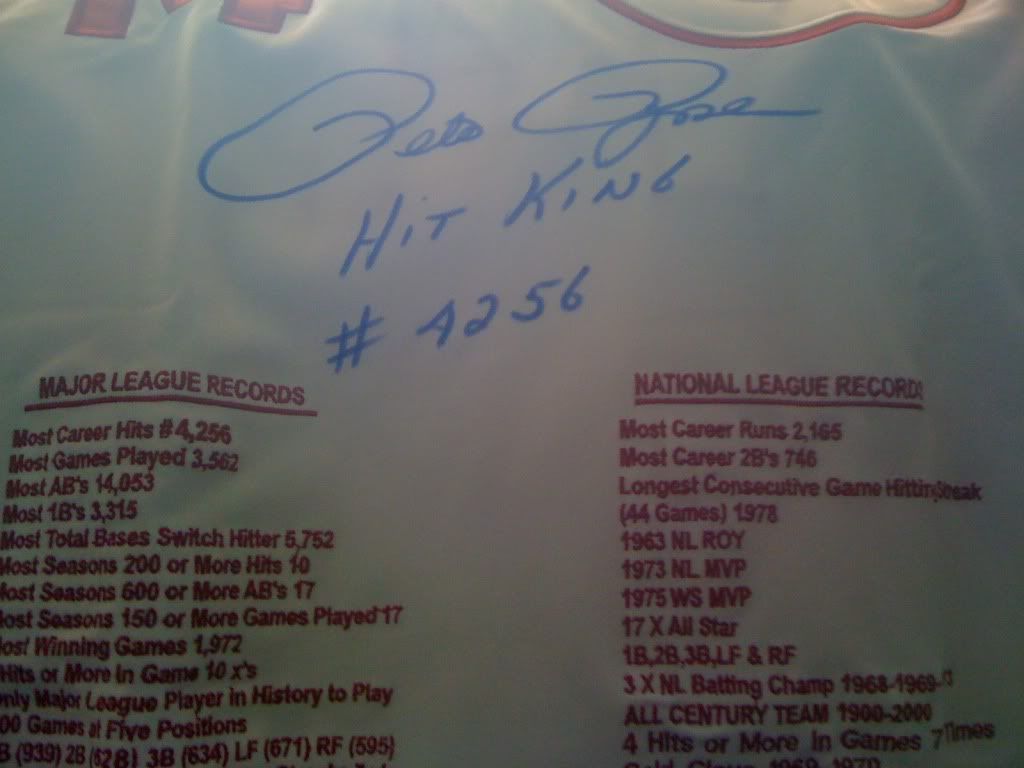 Pete Rose
Hit King
# 4256
MAJOR LEAGUE RECORDS
Most Career Hits #4,256
Most Games Played 3,562
Most AB's 14,053
Most 1B's 3,315
Most Total Bases Switch Hitter 5,752
Most Seasons 200 or More Hits 10
Most Seasons 600 or More AB's 17
Most Seasons 150 or More Games Played 17
Most Winning Games 1,972
Hits or More In Game 10 x's
Only Major League Player in History to Play
00 Games at Five Positions
B (939) 2B (628) 3B (634) LF (671) RF (595)
NATIONAL LEAGUE RECORDS
Most Career Runs 2,165
Most Career 2B's 746
Longest Consecutive Game Hitting Streak
(44 Games) 1978
1963 NL ROY
1973 NL MVP
1975 WS MVP
17 X All Star
1B,2B,3B,LF & RF
3 X NL Batting Champ 1968-1969-
ALL CENTURY TEAM 1900-2000
4 Hits or More In Games 7 Times
Gold Glove 1969 1970